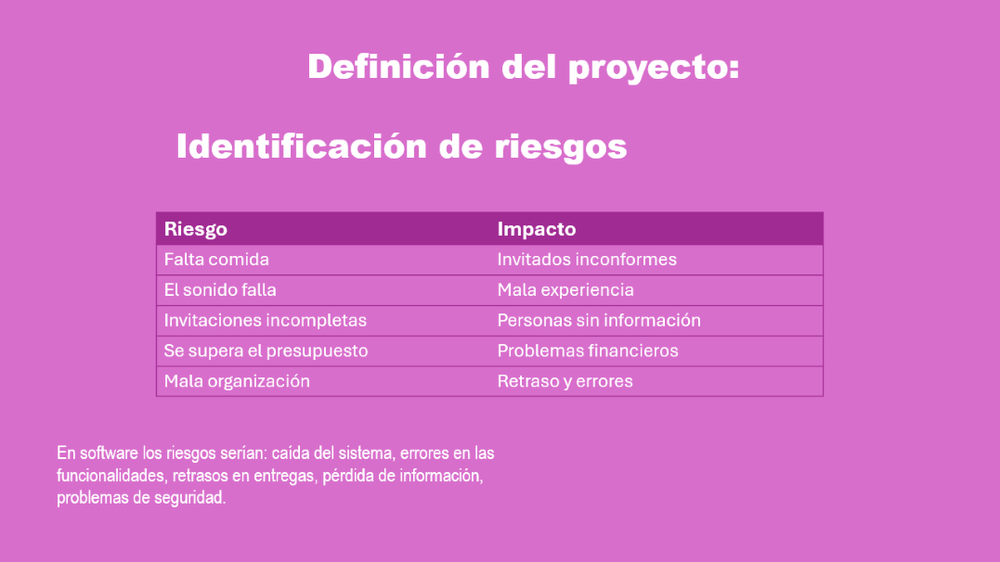 Definición del proyecto:
Identificación de riesgos
Riesgo Impacto
Falta comida Invitados inconformes
El sonido falla Mala experiencia
Invitaciones incompletas Personas sin información
Se supera el presupuesto Problemas financieros
Mala organización Retraso y errores
En software los riesgos serían: caída del sistema, errores en las
funcionalidades, retrasos en entregas, pérdida de información,
problemas de seguridad.